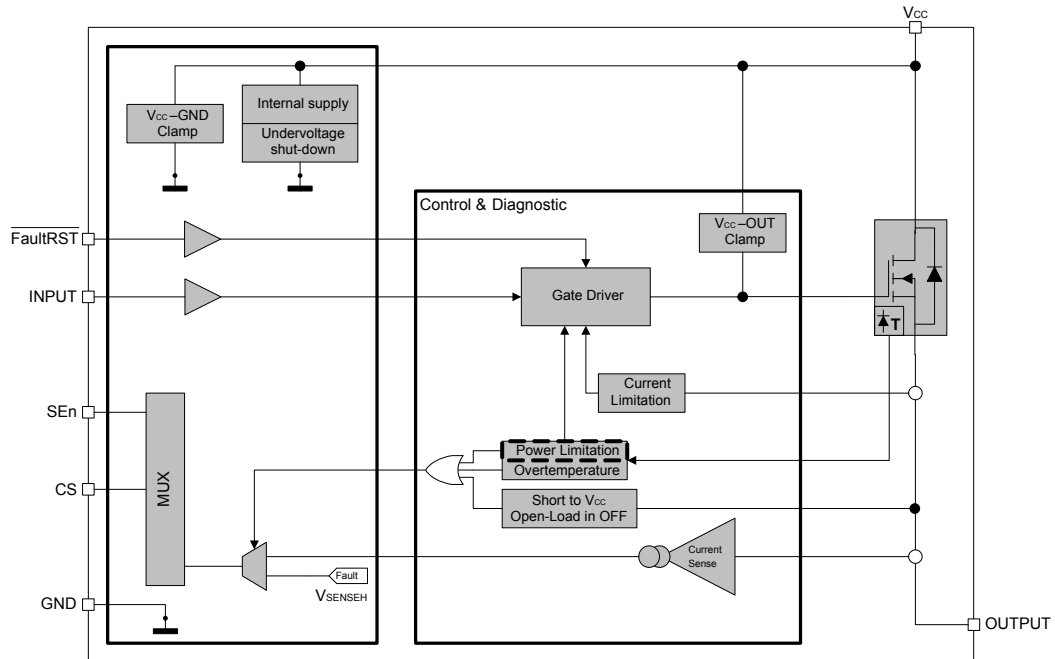 Vcc
Internal supply
Vcc–GND
Clamp
Undervoltage
shut-down
Control & Diagnostic
FaultRST
Vcc–OUT
Clamp
INPUT
Gate Driver
T
Current
Limitation
SEn
Power Limitation
Overtemperature
MUX
CS
Short to Vcc
Open-Load in OFF
Current
Sense
Fault
VSENSEH
GND
OUTPUT